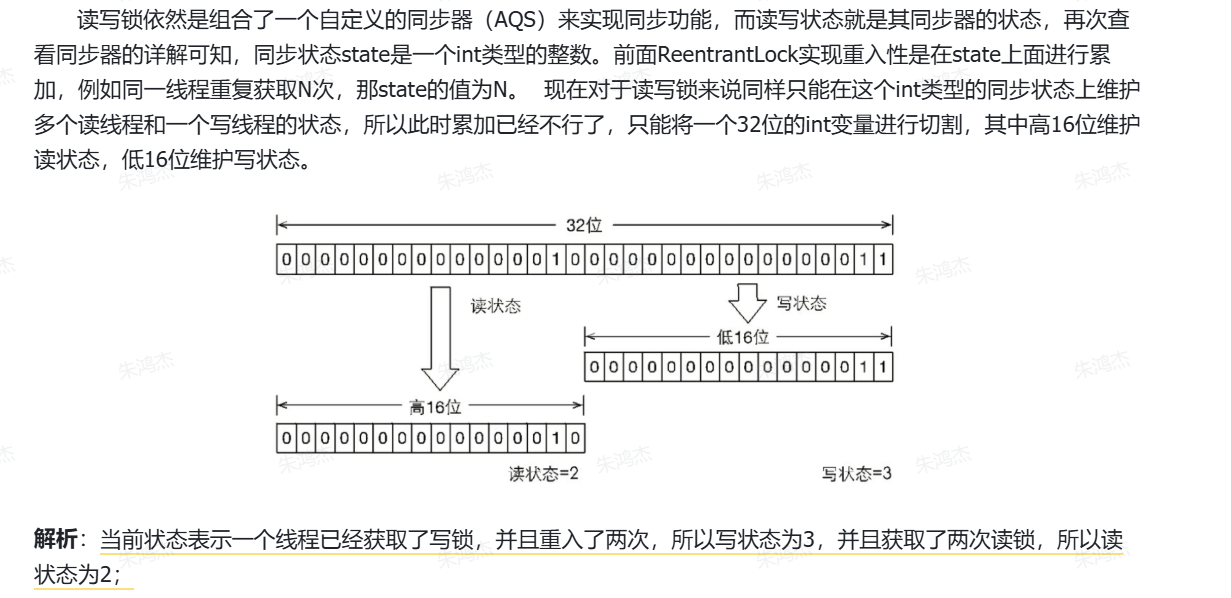 读写锁依然是组合了一个自定义的同步器（AQS）来实现同步功能，而读写状态就是其同步器的状态，再次查
看同步器的详解可知，同步状态state是一个int类型的整数。前面ReentrantLock实现重入性是在state上面进行累
加，例如同一线程重复获取N次，那state的值为N。 现在对于读写锁来说同样只能在这个int类型的同步状态上维护
多个读线程和一个写线程的状态，所以此时累加已经不行了，只能将一个32位的int变量进行切割，其中高16位维护
读状态，低16位维护写状态。
32位
0 0 0 0 0 0 0 0 0 0 0 0 0 0 1 0 0 0 0 0 0 0 0 0 0 0 0 0 0 0 1 1
读状态
写状态
低16位
0 0 0 0 0 0 0 0 0 0 0 0 0 0 1 1
高16位
0 0 0 0 0 0 0 0 0 0 0 0 0 0 1 0
读状态=2
写状态=3
解析：当前状态表示一个线程已经获取了写锁，并且重入了两次，所以写状态为3，并且获取了两次读锁，所以读
状态为2；
朱鸿杰